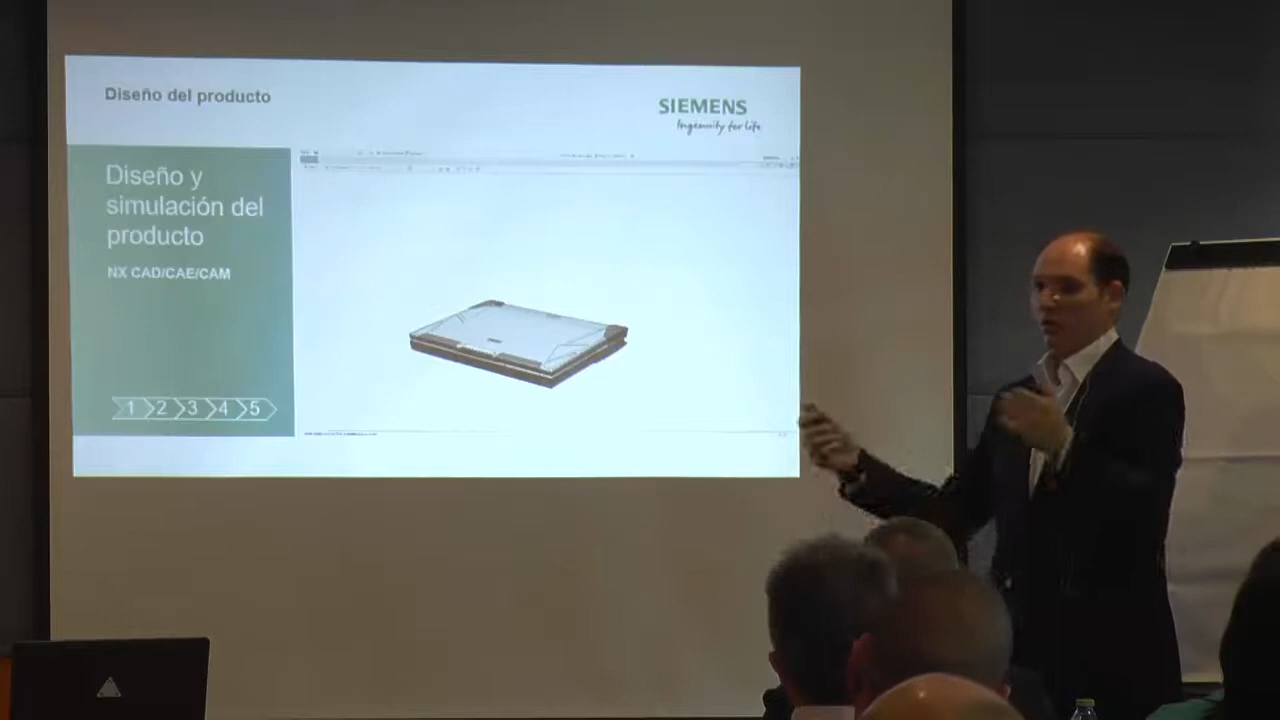 Diseño del producto
SIEMENS
Ingenuity for life
Diseño y
simulación del
producto
NX CAD/CAE/CAM
1 2 3 4 5